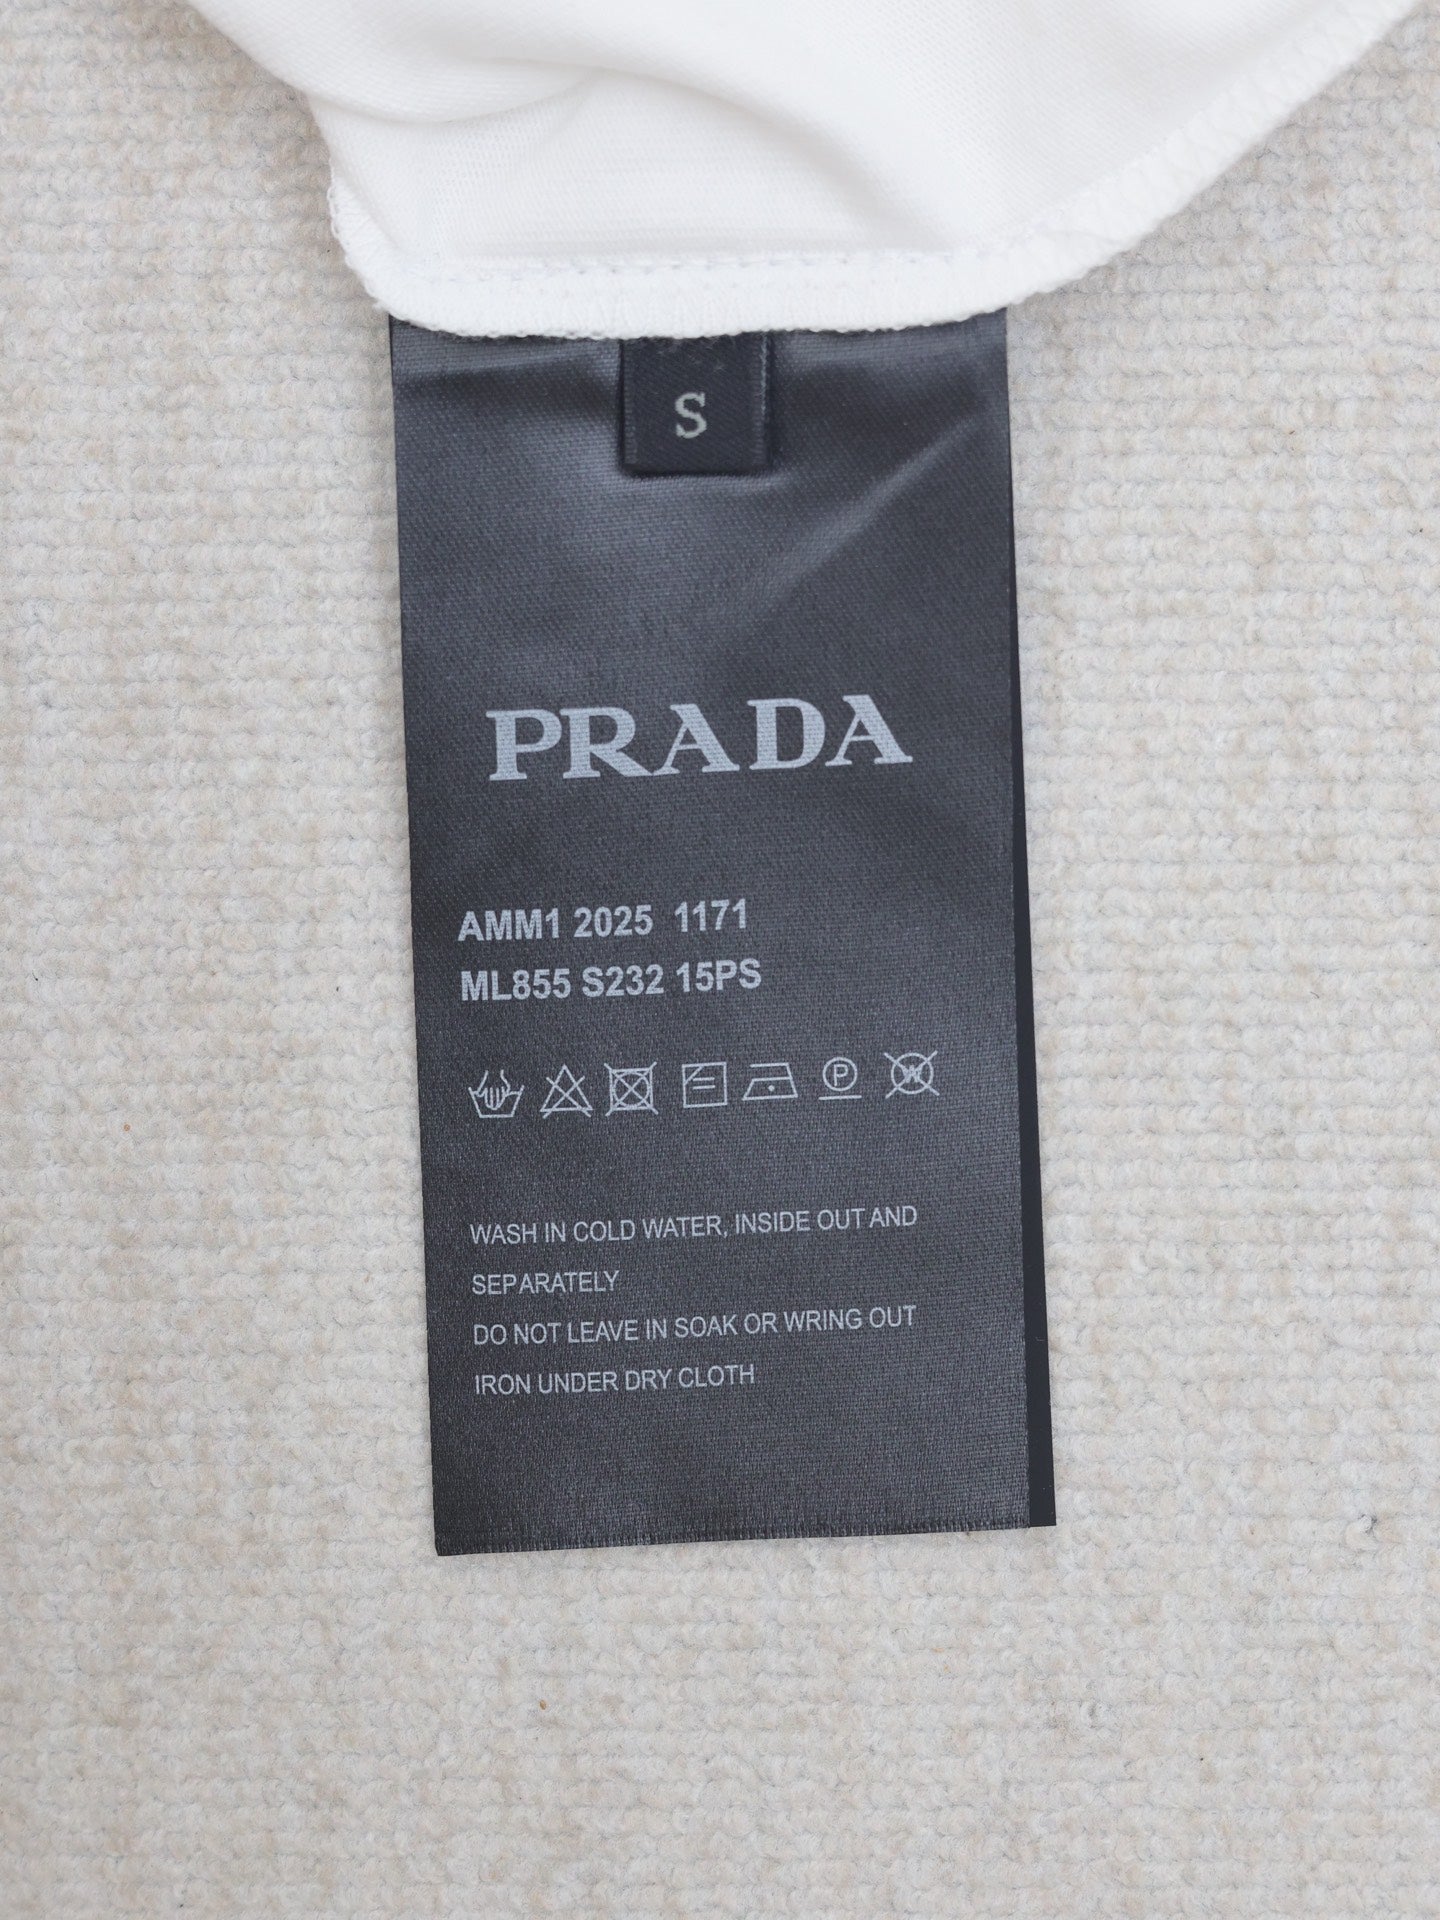 S
PRADA
AMM1 2025 1171
ML855 S232 15PS
P W
WASH IN COLD WATER, INSIDE OUT AND
SEPARATELY
DO NOT LEAVE IN SOAK OR WRING OUT
IRON UNDER DRY CLOTH